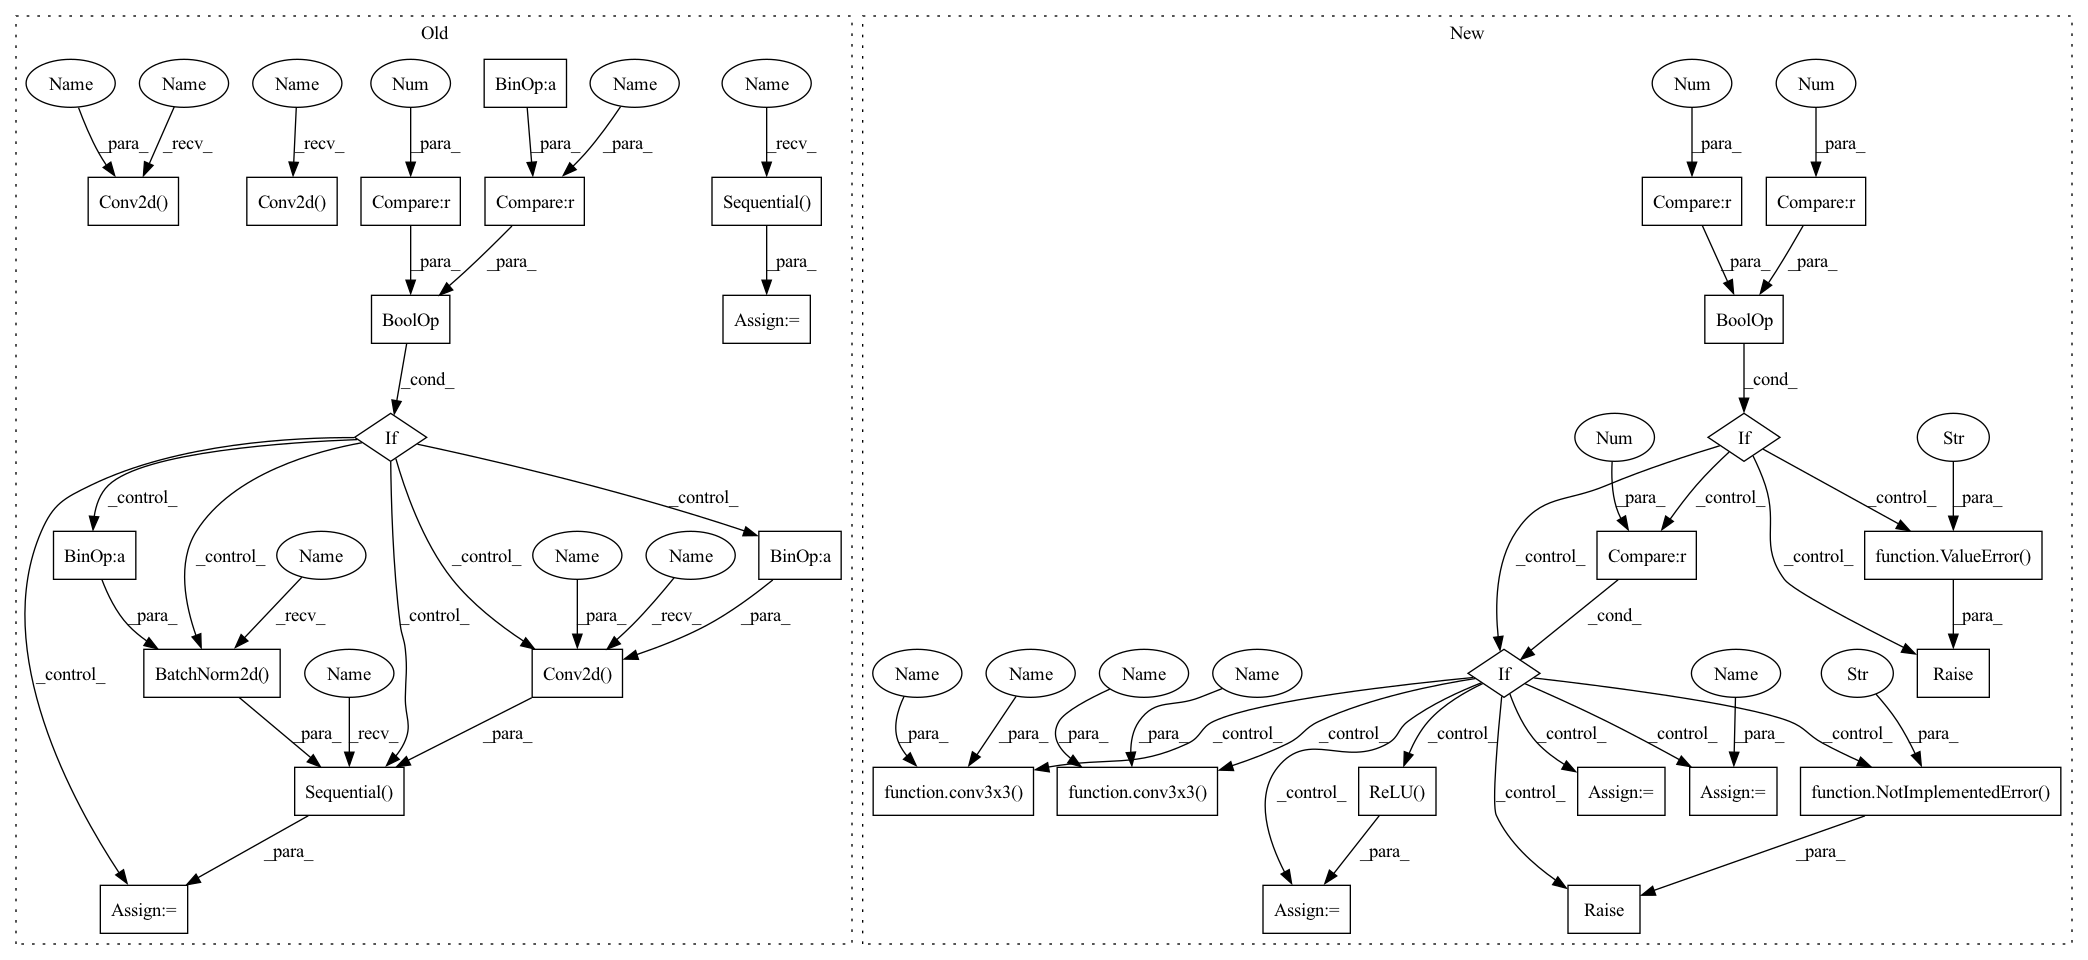 Old
New
Name
Name
Name
Num
BinOp:a
Name
Name
Num
Num
_para_
_recv_
_recv_
_para_
_para_
_para_
_recv_
_para_
_para_
Conv2d()
Conv2d()
Compare:r
Compare:r
Sequential()
Compare:r
Compare:r
_para_
_para_
_para_
_para_
_para_
BoolOp
Assign:=
BoolOp
_cond_
_cond_
If
Num
If
Str
_control_
_control_
_para_
_control_
_control_
_para_
BinOp:a
Name
Name
Name
BinOp:a
Compare:r
function.ValueError()
_control_
_control_
_control_
_control_
_para_
_recv_
_control_
_para_
_recv_
_para_
_cond_
_para_
BatchNorm2d()
Name
Conv2d()
Name
Name
Name
Name
If
Name
Str
Raise
_control_
_para_
_recv_
_para_
_para_
_para_
_para_
_para_
_control_
_control_
_control_
_control_
_control_
_para_
_control_
_para_
Sequential()
function.conv3x3()
function.conv3x3()
ReLU()
Assign:=
Assign:=
function.NotImplementedError()
_control_
_control_
_para_
_para_
_para_
Assign:=
Assign:=
Raise